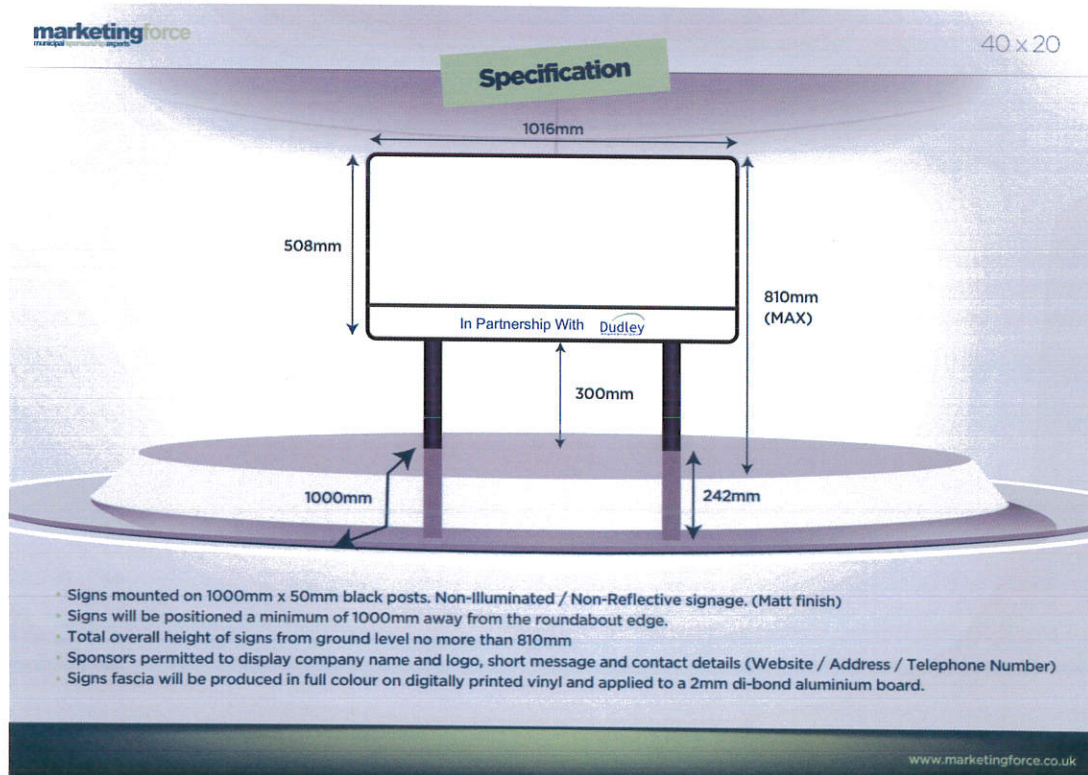 marketingforce
municipal sponsorship experts
40 x 20
Specification
1016mm
508mm
810mm
(MAX)
In Partnership With Dudley
300mm
1000mm
242mm
Signs mounted on 1000mm x 50mm black posts. Non-Illuminated / Non-Reflective signage. (Matt finish)
Signs will be positioned a minimum of 1000mm away from the roundabout edge.
Total overall height of signs from ground level no more than 810mm
Sponsors permitted to display company name and logo, short message and contact details (Website / Address / Telephone Number)
Signs fascia will be produced in full colour on digitally printed vinyl and applied to a 2mm di-bond aluminium board.
www.marketingforce.co.uk